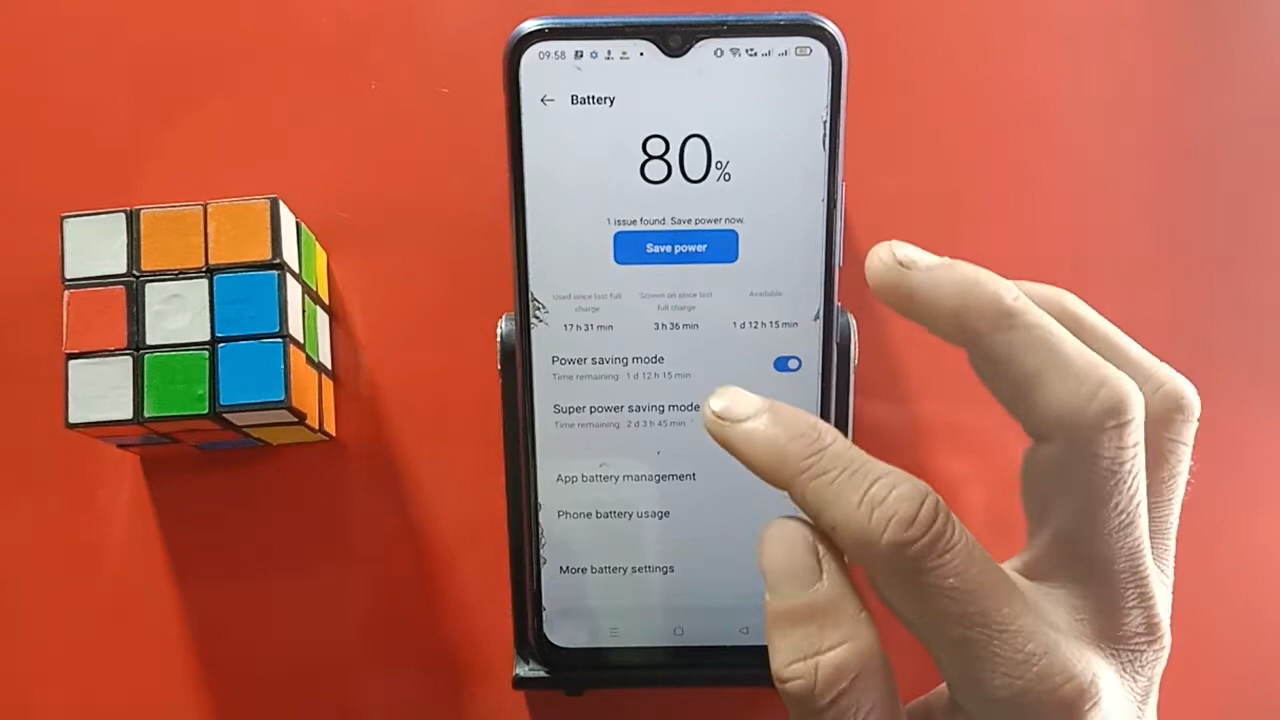 09:58
Battery
80%
1 issue found. Save power now.
Save power
Used since last full charge
Screen on since last full charge
Available
17 h 31 min
3 h 36 min
1 d 12 h 15 min
Power saving mode
Time remaining: 1 d 12 h 15 min
Super power saving mode
Time remaining: 2 d 3 h 45 min
App battery management
Phone battery usage
More battery settings